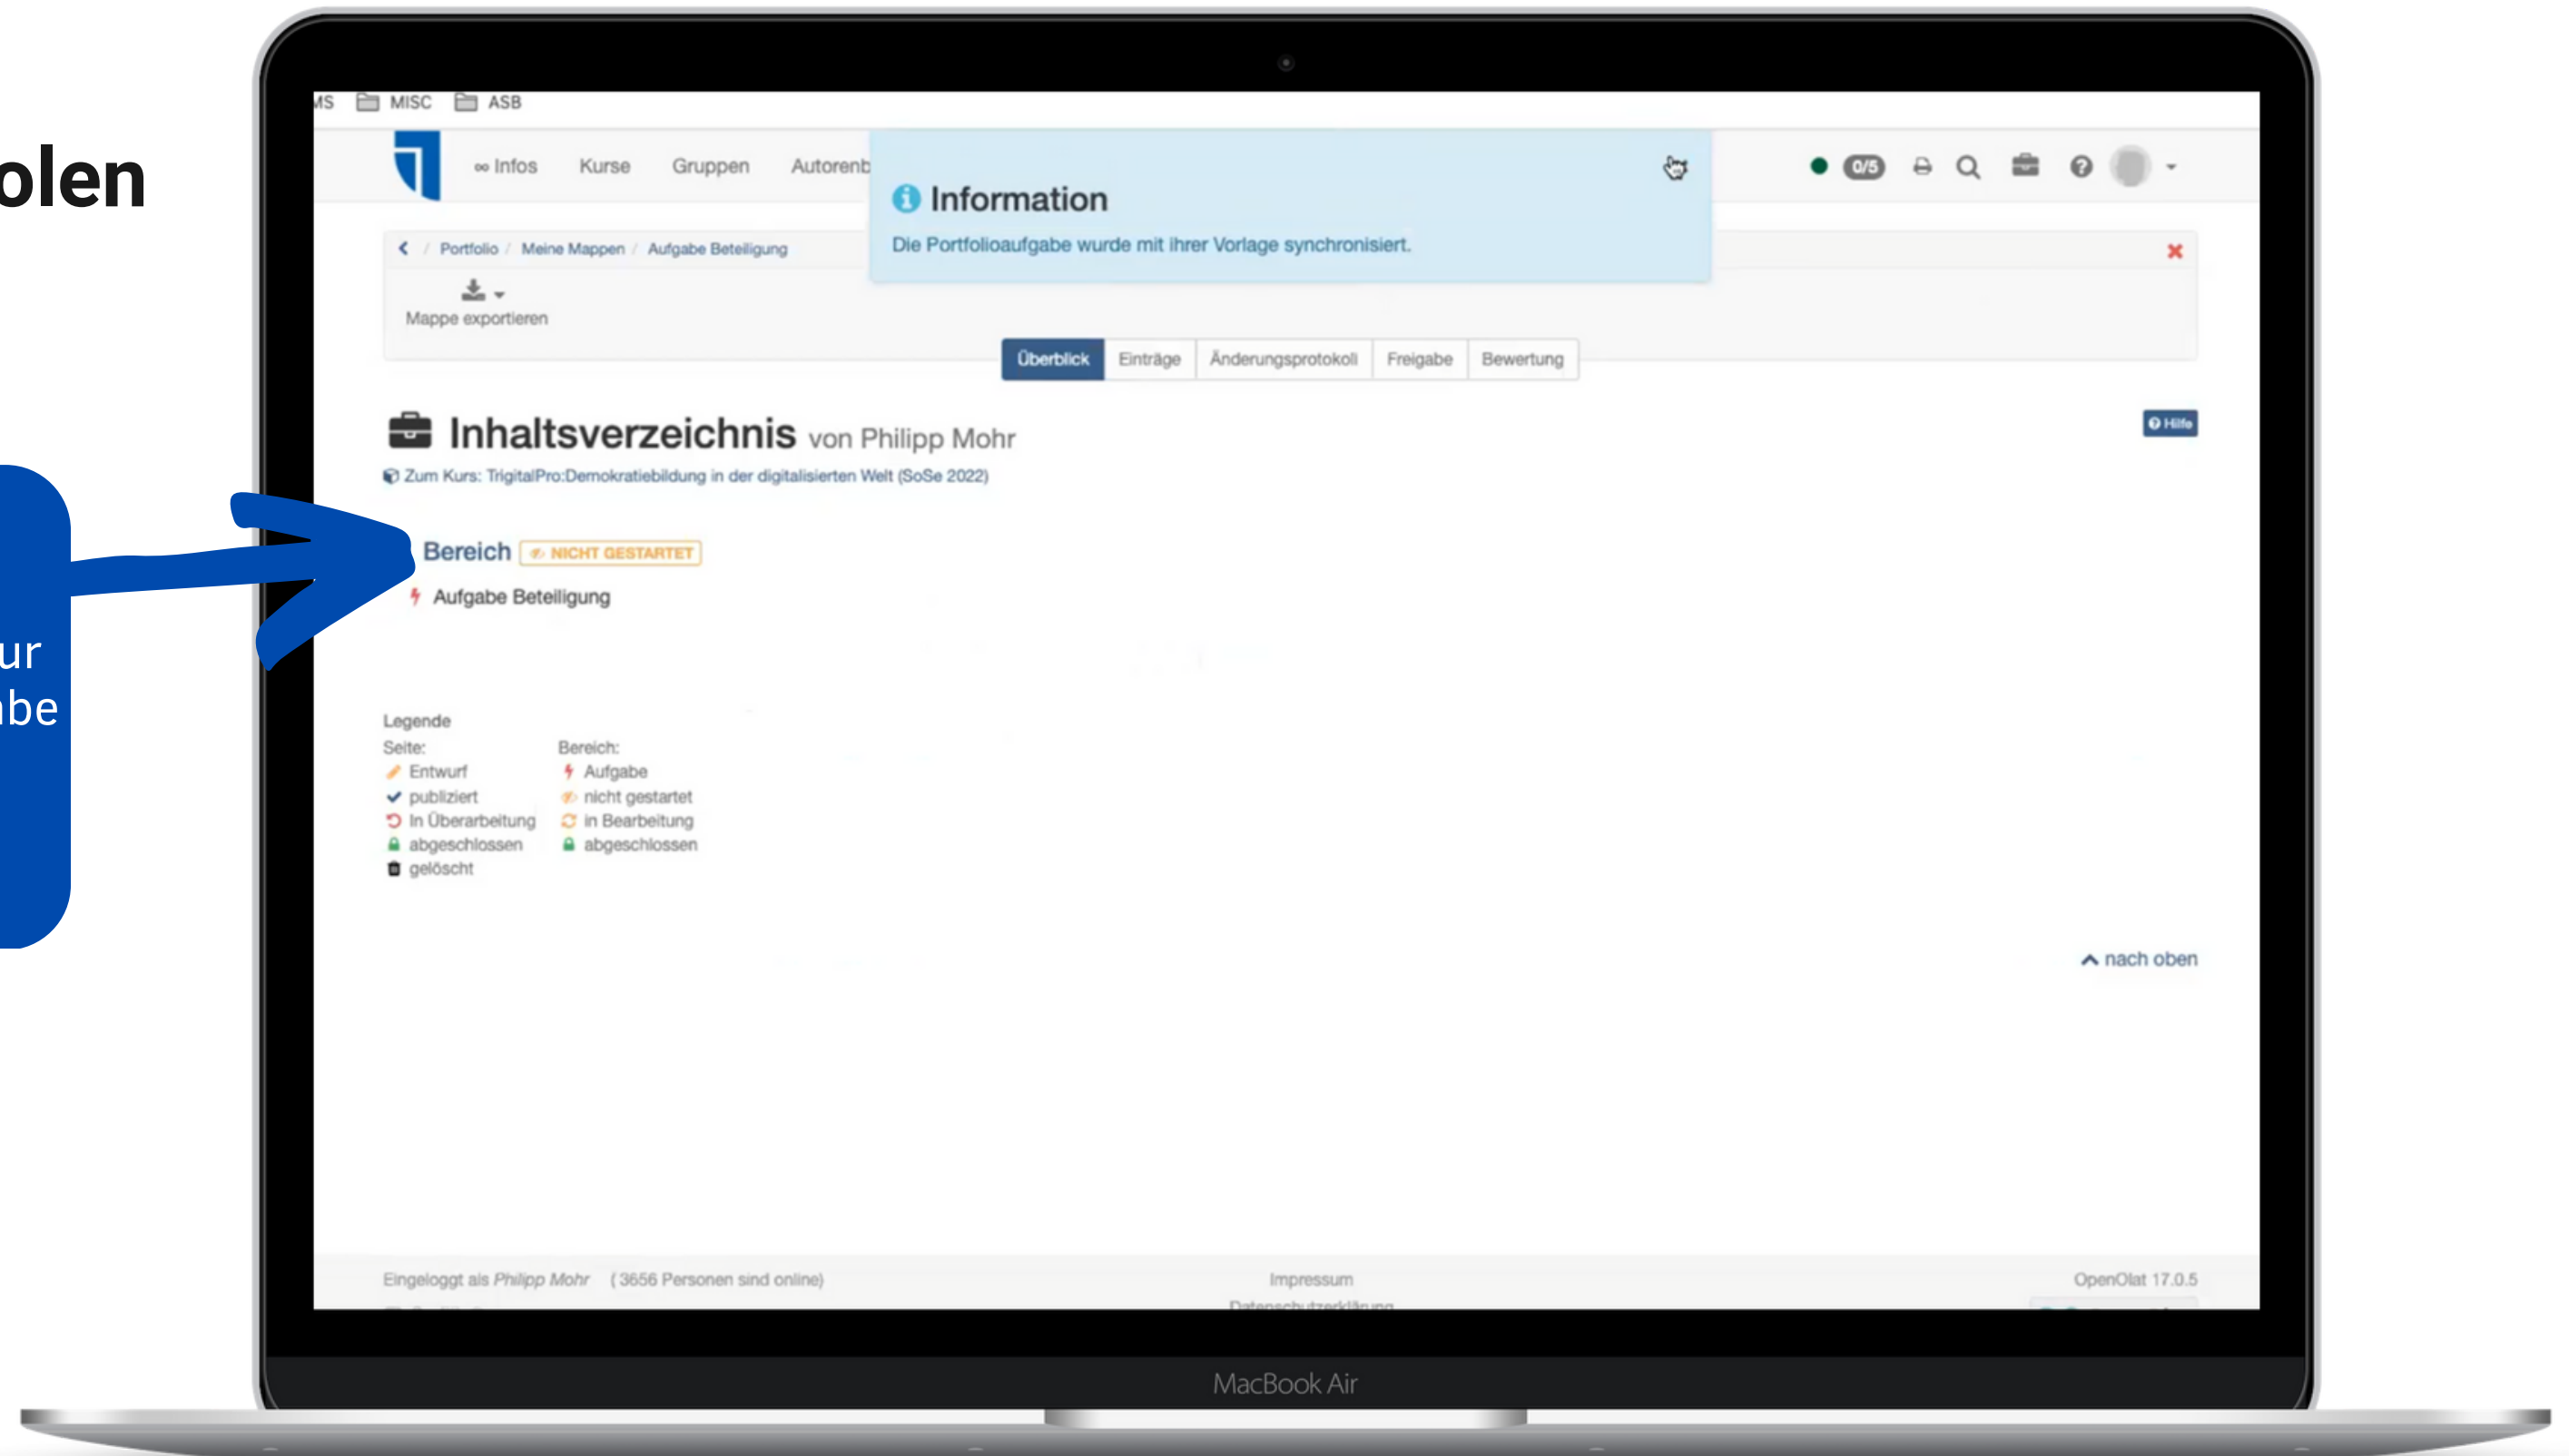 olen
ur
abe
MS MISC ASB
∞ Infos Kurse Gruppen Autorenb
0/5
Information
Die Portfolioaufgabe wurde mit ihrer Vorlage synchronisiert.
/ Portfolio / Meine Mappen / Aufgabe Beteiligung
Mappe exportieren
Überblick Einträge Änderungsprotokoll Freigabe Bewertung
Inhaltsverzeichnis von Philipp Mohr
Hilfe
Zum Kurs: TrigitalPro:Demokratiebildung in der digitalisierten Welt (SoSe 2022)
Bereich NICHT GESTARTET
Aufgabe Beteiligung
Legende
Seite: Bereich:
Entwurf Aufgabe
publiziert nicht gestartet
In Überarbeitung in Bearbeitung
abgeschlossen abgeschlossen
gelöscht
nach oben
Eingeloggt als Philipp Mohr ( 3656 Personen sind online) Impressum OpenOlat 17.0.5
Datenschutzerklärung
MacBook Air